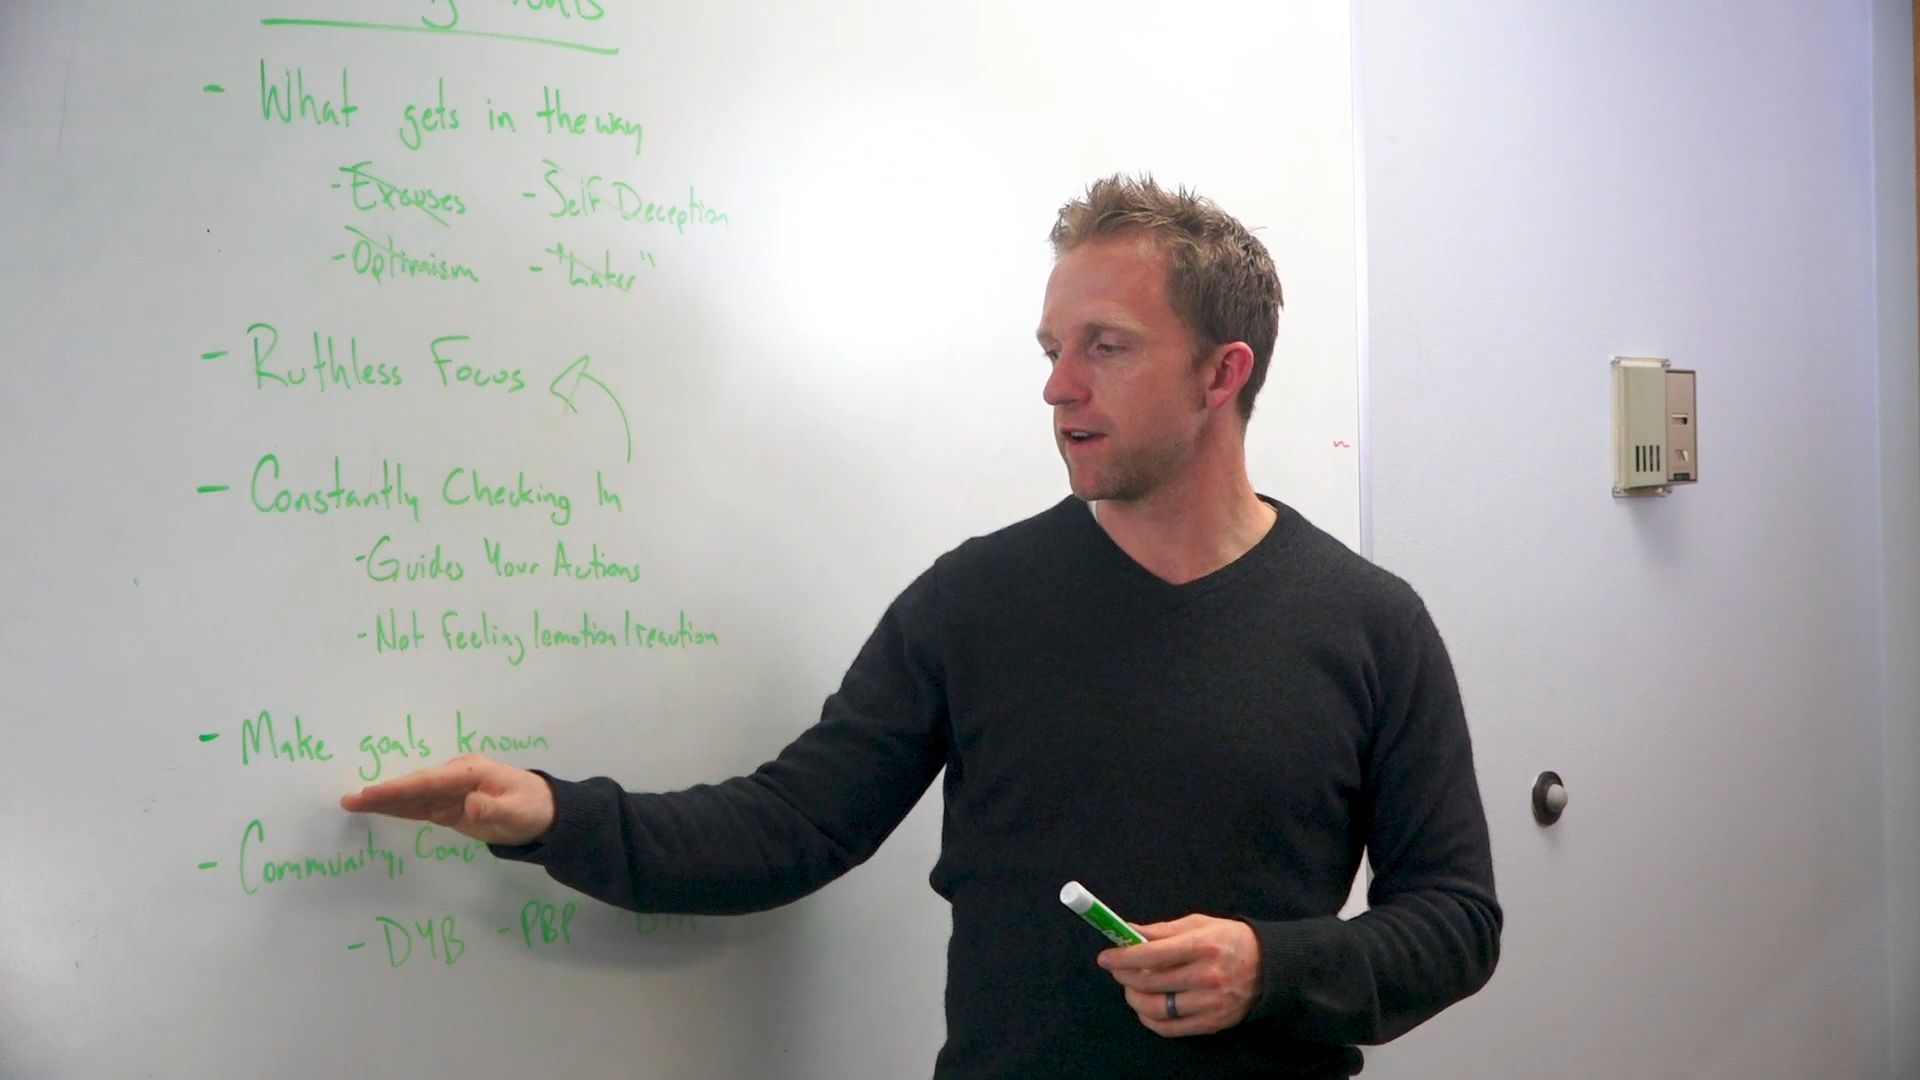 - What gets in the way
- Excuses - Self Deception
- Optimism - "Later"
- Ruthless Focus
- Constantly Checking In
- Guides Your Actions
- Not feeling/emotion/reaction
- Make goals known
- Community,
- DYB - PBP